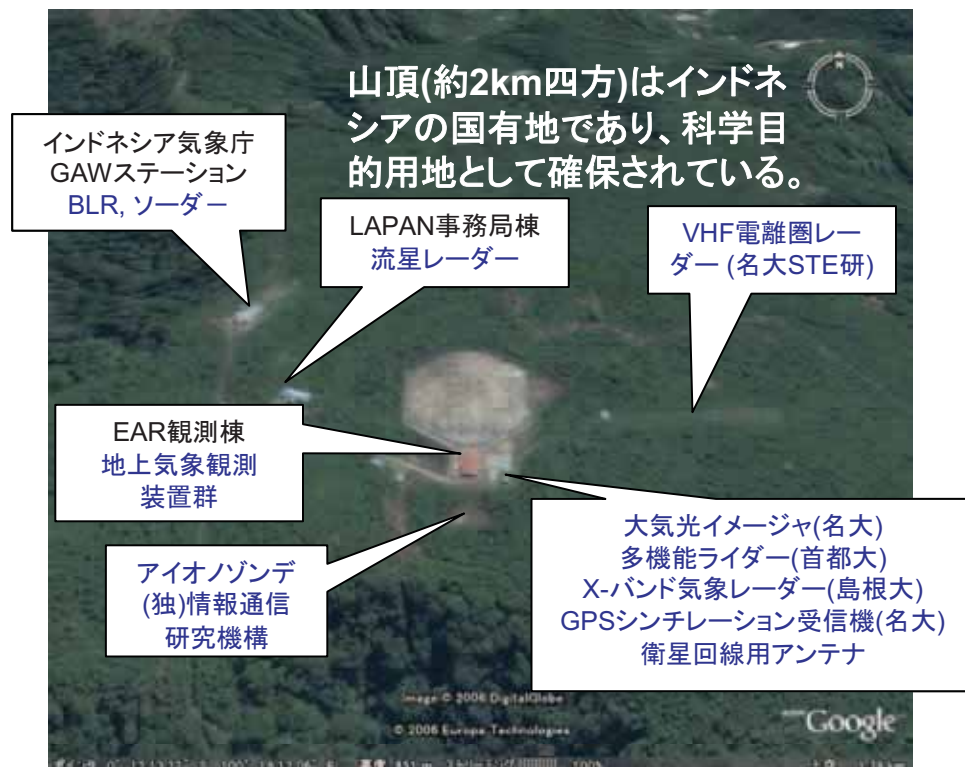 山頂(約2km四方)はインドネ
シアの国有地であり、科学目
的用地として確保されている。
インドネシア気象庁
GAWステーション
BLR, ソーダー
LAPAN事務局棟
流星レーダー
VHF電離圏レー
ダー (名大STE研)
EAR観測棟
地上気象観測
装置群
アイオノゾンデ
(独)情報通信
研究機構
大気光イメージャ(名大)
多機能ライダー(首都大)
X-バンド気象レーダー(島根大)
GPSシンチレーション受信機(名大)
衛星回線用アンテナ
Image © 2006 DigitalGlobe
© 2006 Europa Technologies
Google